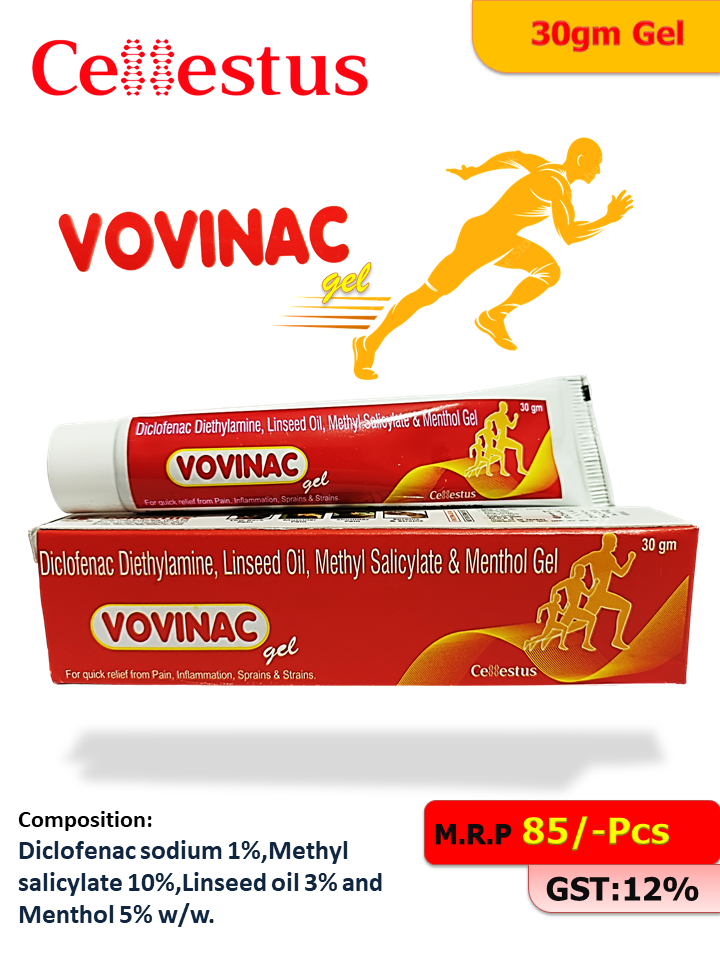 Cellestus
30gm Gel
VOVINAC
gel
Diclofenac Diethylamine, Linseed Oil, Methyl Salicylate & Menthol Gel
30 gm
VOVINAC
gel
For quick relief from Pain, Inflammation, Sprains & Strains.
Cellestus
Diclofenac Diethylamine, Linseed Oil, Methyl Salicylate & Menthol Gel
30 gm
VOVINAC
gel
For quick relief from Pain, Inflammation, Sprains & Strains.
Cellestus
Composition:
Diclofenac sodium 1%,Methyl
salicylate 10%,Linseed oil 3% and
Menthol 5% w/w.
M.R.P 85/-Pcs
GST:12%